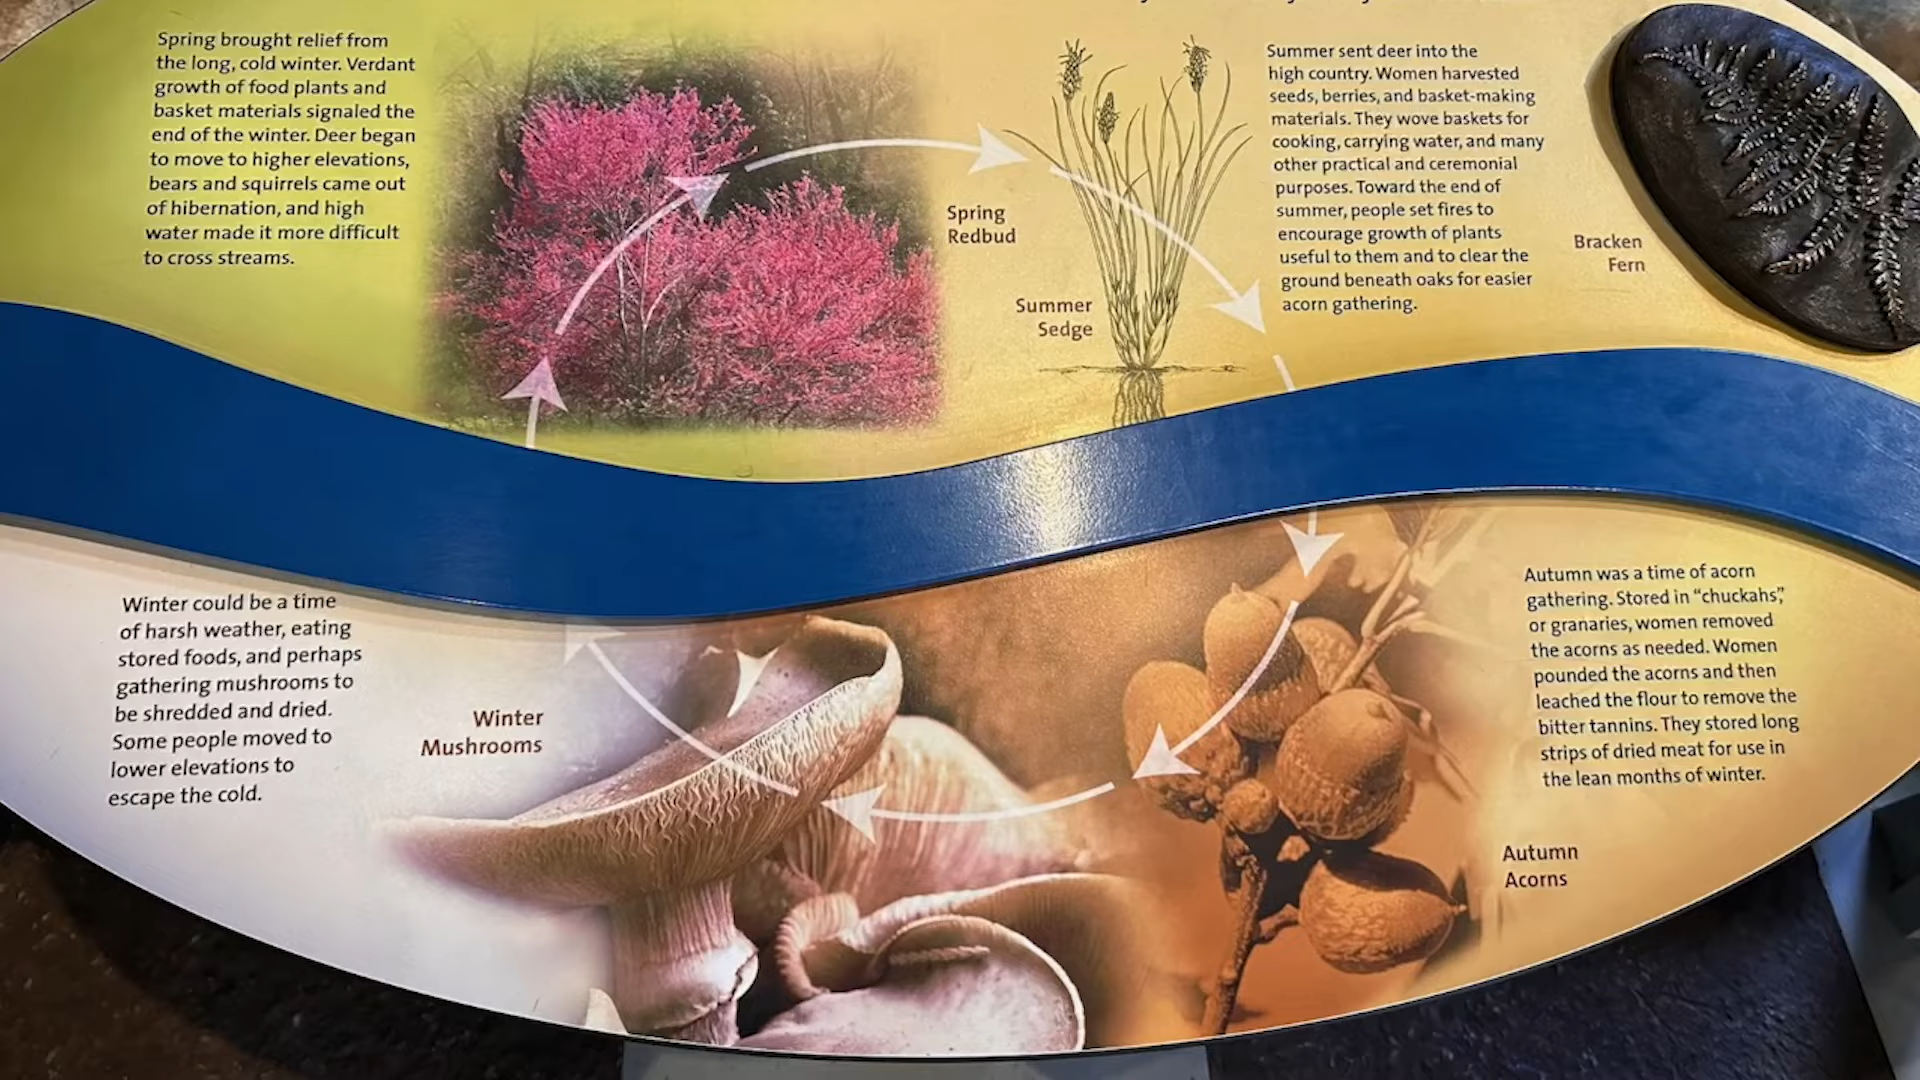 Spring brought relief from
the long, cold winter. Verdant
growth of food plants and
basket materials signaled the
end of the winter. Deer began
to move to higher elevations,
bears and squirrels came out
of hibernation, and high
water made it more difficult
to cross streams.
Spring
Redbud
Summer
Sedge
Summer sent deer into the
high country. Women harvested
seeds, berries, and basket-making
materials. They wove baskets for
cooking, carrying water, and many
other practical and ceremonial
purposes. Toward the end of
summer, people set fires to
encourage growth of plants
useful to them and to clear the
ground beneath oaks for easier
acorn gathering.
Bracken
Fern
Winter could be a time
of harsh weather, eating
stored foods, and perhaps
gathering mushrooms to
be shredded and dried.
Some people moved to
lower elevations to
escape the cold.
Winter
Mushrooms
Autumn was a time of acorn
gathering. Stored in “chuckahs,”
or granaries, women removed
the acorns as needed. Women
pounded the acorns and then
leached the flour to remove the
bitter tannins. They stored long
strips of dried meat for use in
the lean months of winter.
Autumn
Acorns